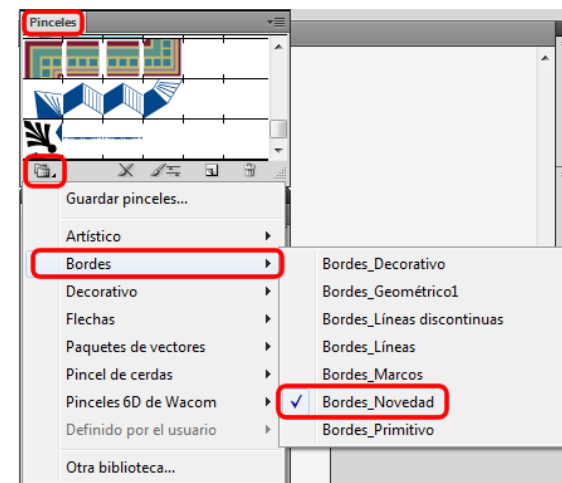 Pinceles
Guardar pinceles...
Artístico
Bordes
Decorativo
Flechas
Paquetes de vectores
Pincel de cerdas
Pinceles 6D de Wacom
Definido por el usuario
Otra biblioteca...
Bordes_Decorativo
Bordes_Geométrico1
Bordes_Líneas discontinuas
Bordes_Líneas
Bordes_Marcos
Bordes_Novedad
Bordes_Primitivo